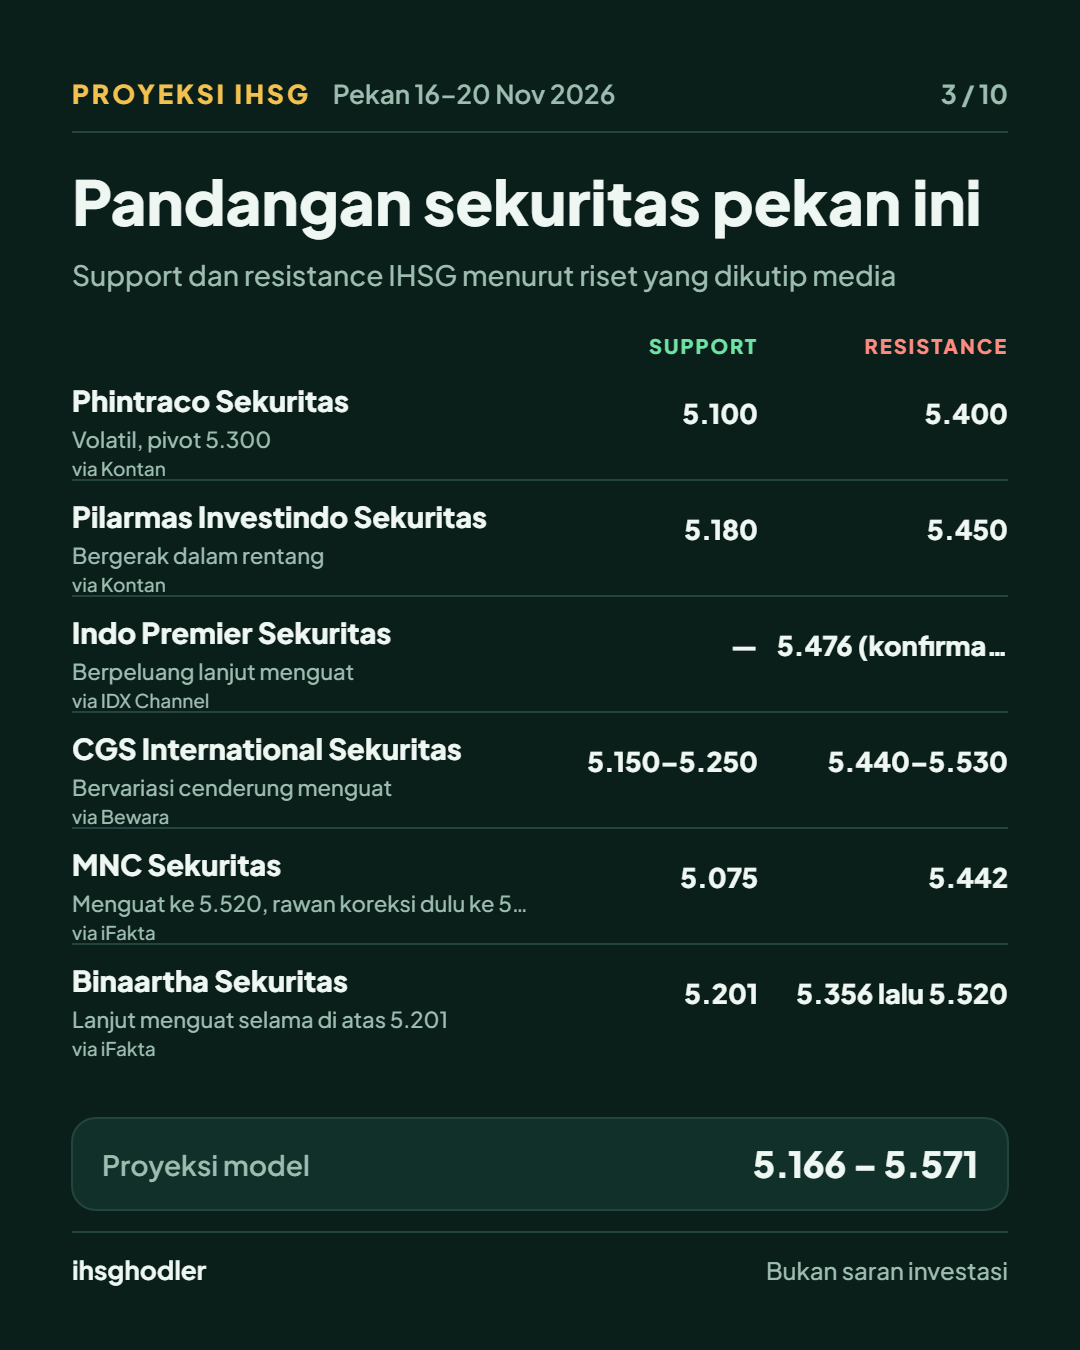 PROYEKSI IHSG Pekan 16–20 Nov 2026 3 / 10
Pandangan sekuritas pekan ini
Support dan resistance IHSG menurut riset yang dikutip media
SUPPORT RESISTANCE
Phintraco Sekuritas 5.100 5.400
Volatil, pivot 5.300
via Kontan
Pilarmas Investindo Sekuritas 5.180 5.450
Bergerak dalam rentang
via Kontan
Indo Premier Sekuritas — 5.476 (konfirma...
Berpeluang lanjut menguat
via IDX Channel
CGS International Sekuritas 5.150–5.250 5.440–5.530
Bervariasi cenderung menguat
via Bewara
MNC Sekuritas 5.075 5.442
Menguat ke 5.520, rawan koreksi dulu ke 5...
via iFakta
Binaartha Sekuritas 5.201 5.356 lalu 5.520
Lanjut menguat selama di atas 5.201
via iFakta
Proyeksi model 5.166 – 5.571
ihsghodler Bukan saran investasi